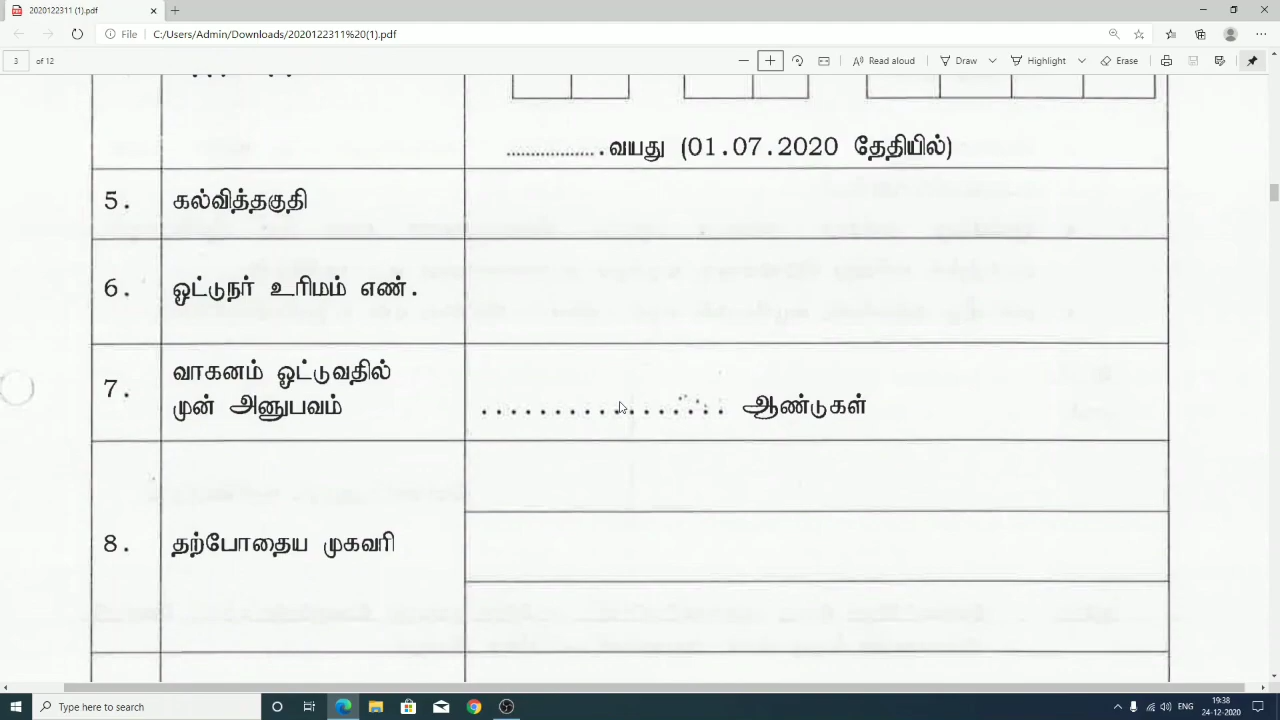 2020122311 (1).pdf
File C:/Users/Admin/Downloads/2020122311%20(1).pdf
3 of 12
Read aloud Draw Highlight Erase
.................. வயது (01.07.2020 தேதியில்)
5. கல்வித்தகுதி
6. ஓட்டுநர் உரிமம் எண்.
7. வாகனம் ஓட்டுவதில்
முன் அனுபவம் ................. ஆண்டுகள்
8. தற்போதைய முகவரி
Type here to search
ENG
19:38
24-12-2020